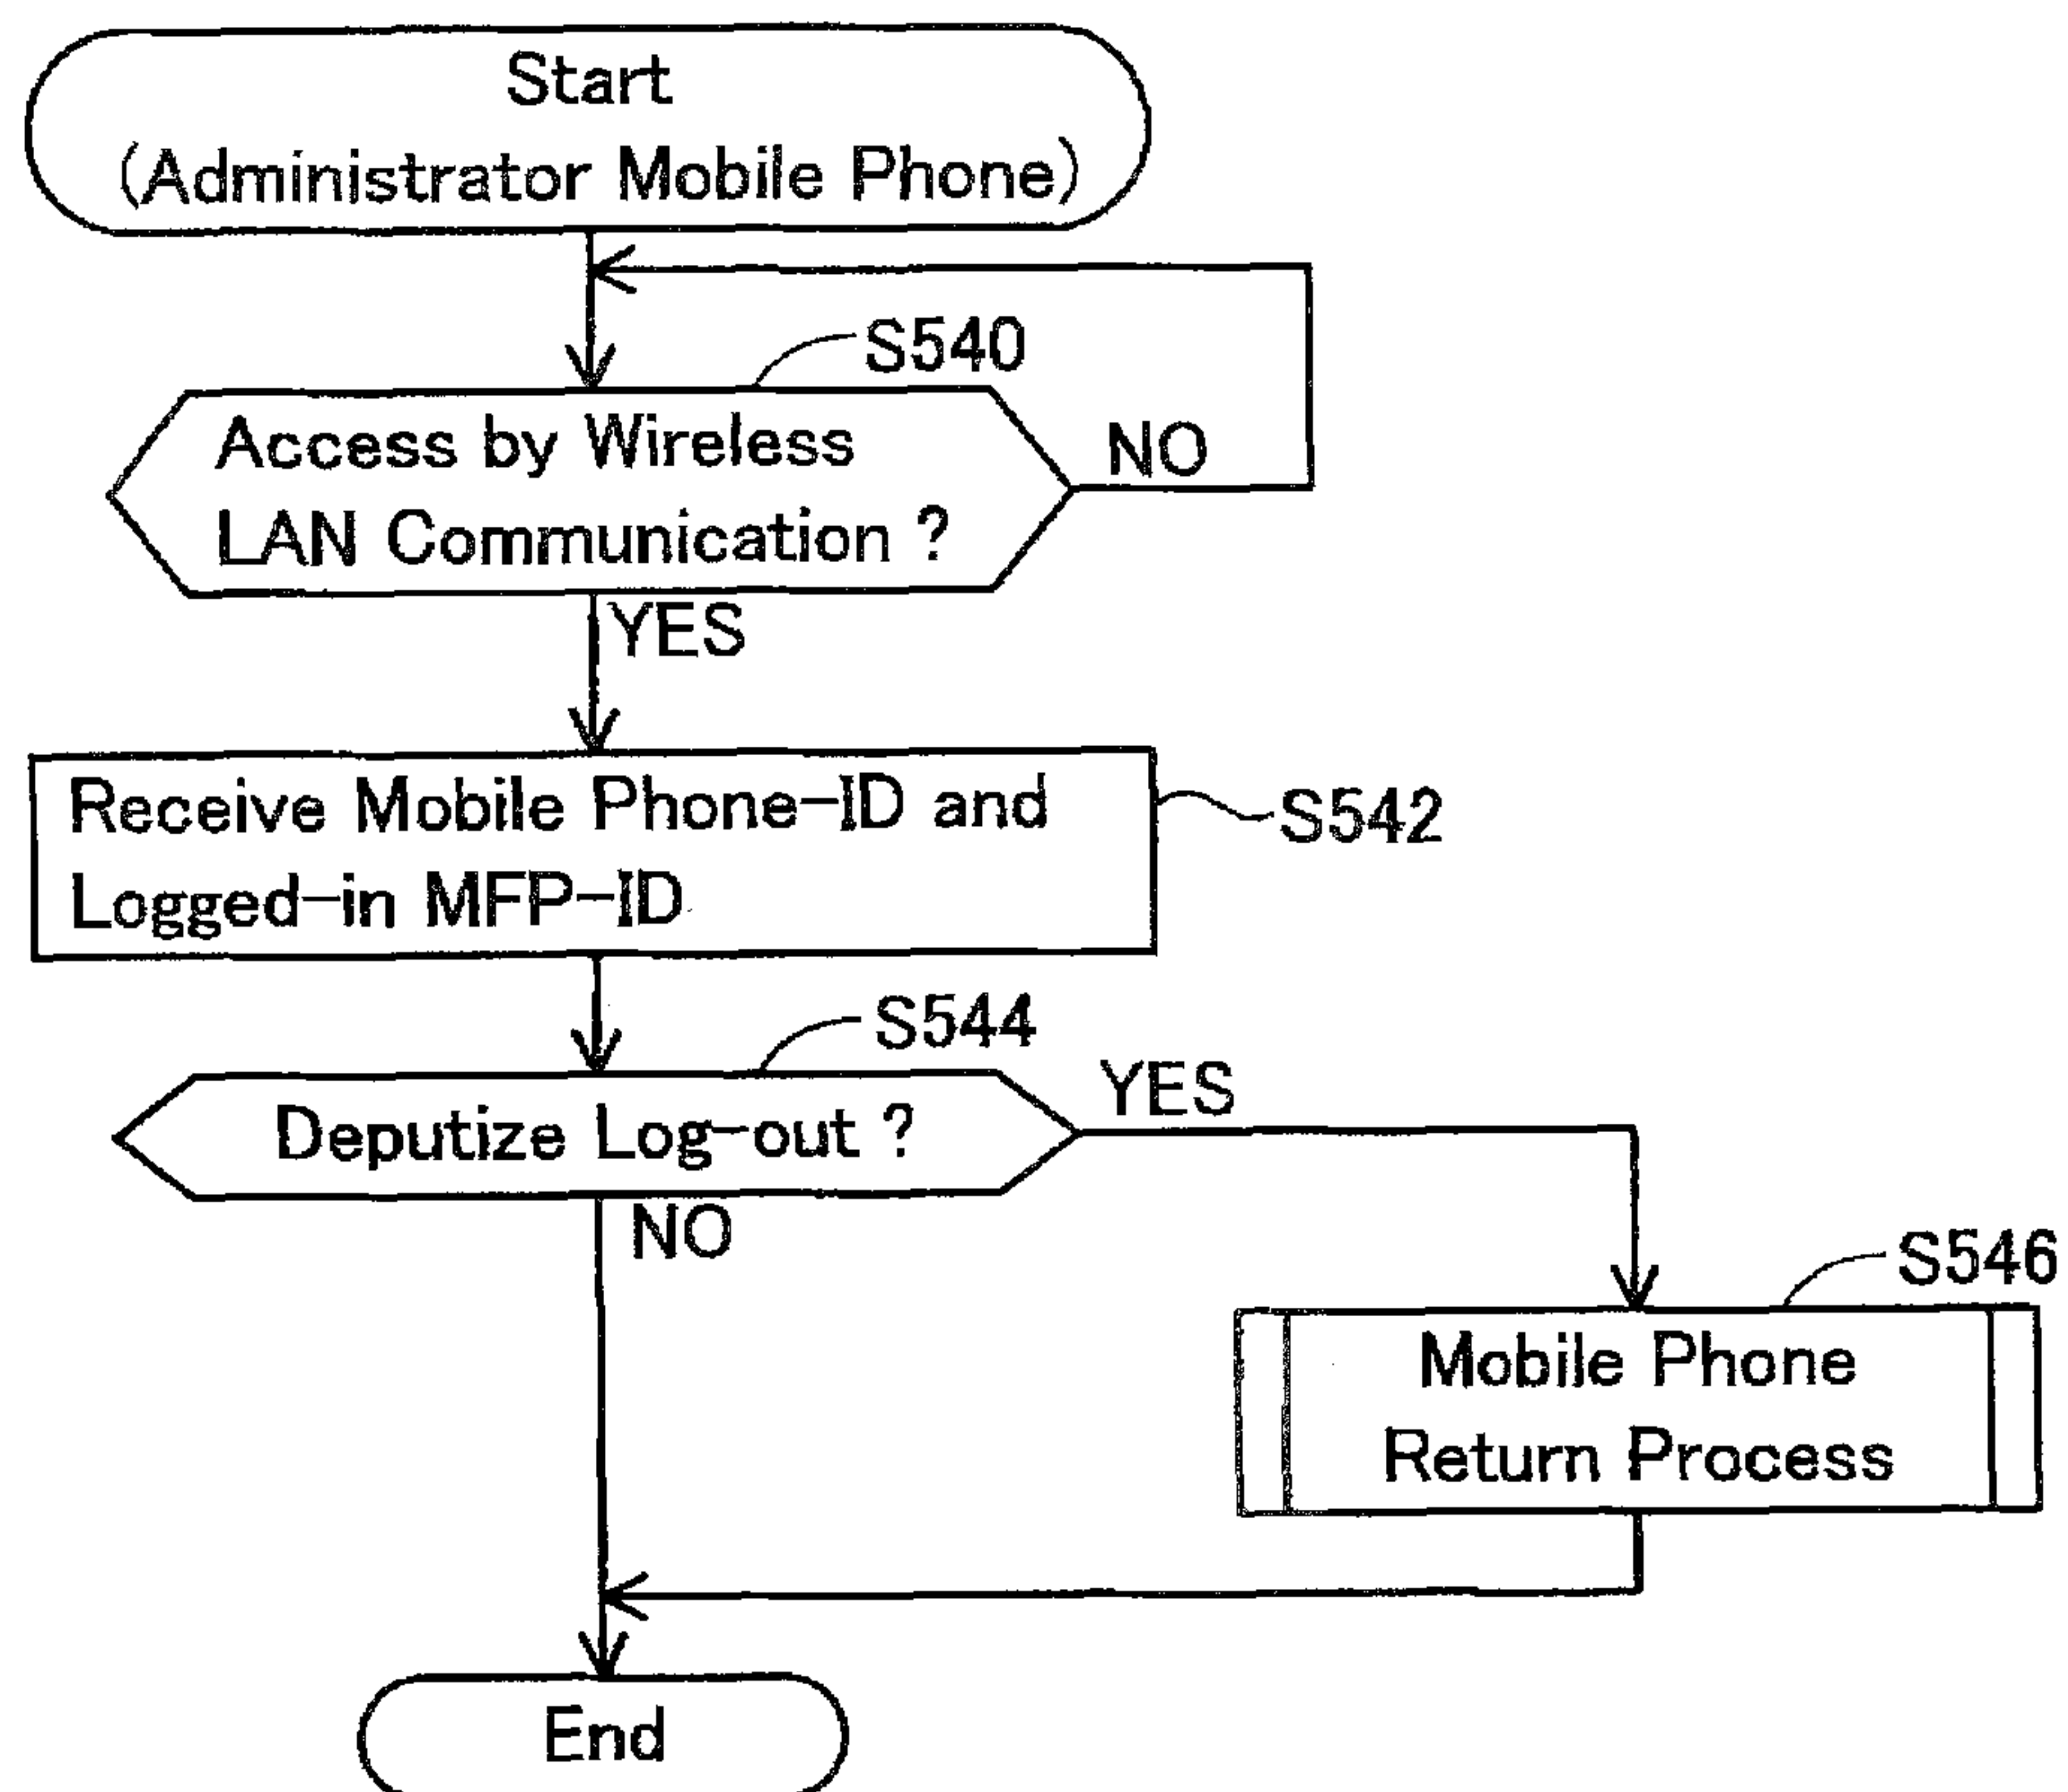 Start
(Administrator Mobile Phone)
S540
Access by Wireless
LAN Communication ?
NO
YES
Receive Mobile Phone-ID and
Logged-in MFP-ID
S542
S544
Deputize Log-out ?
YES
NO
S546
Mobile Phone
Return Process
End